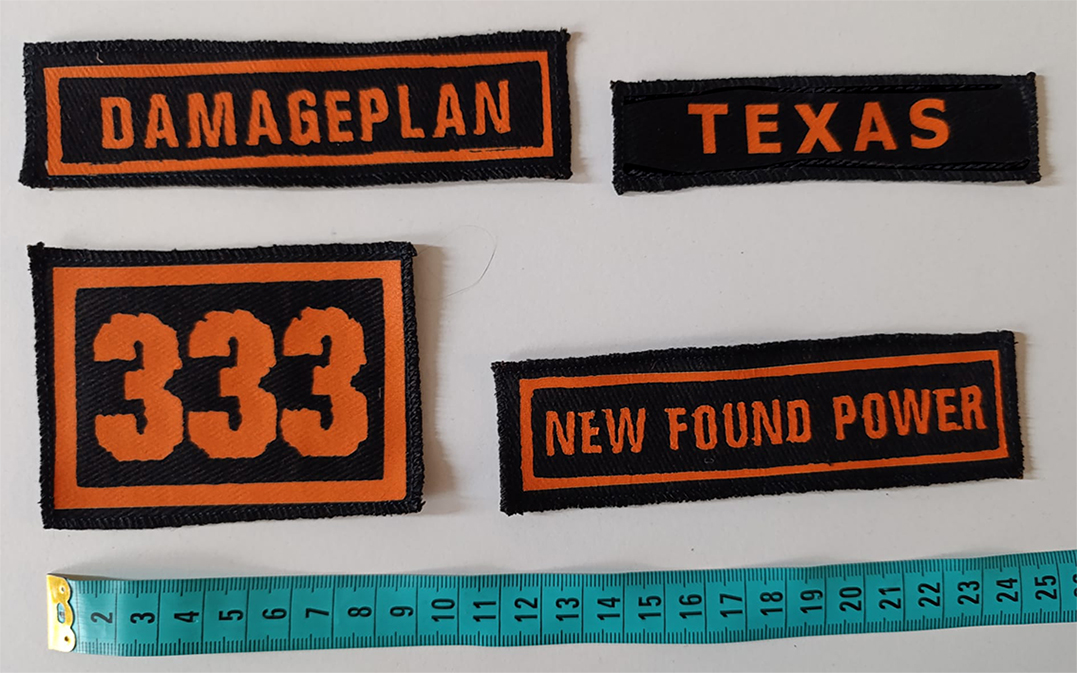 DAMAGEPLAN
TEXAS
333
NEW FOUND POWER
2 3 4 5 6 7 8 9 10 11 12 13 14 15 16 17 18 19 20 21 22 23 24 25